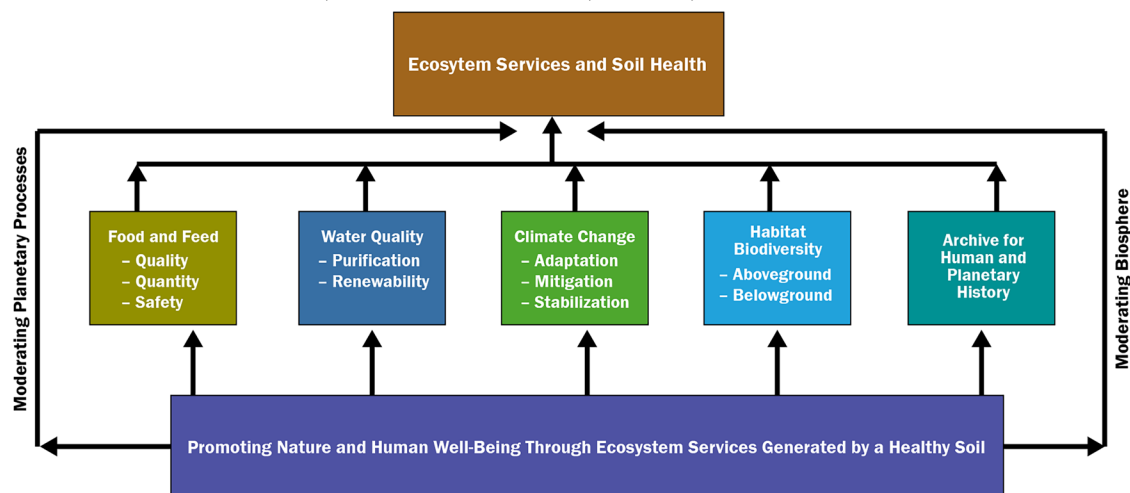 Ecosytem Services and Soil Health
Moderating Planetary Processes
Food and Feed
– Quality
– Quantity
– Safety
Water Quality
– Purification
– Renewability
Climate Change
– Adaptation
– Mitigation
– Stabilization
Habitat
Biodiversity
– Aboveground
– Belowground
Archive for
Human and
Planetary
History
Moderating Biosphere
Promoting Nature and Human Well-Being Through Ecosystem Services Generated by a Healthy Soil